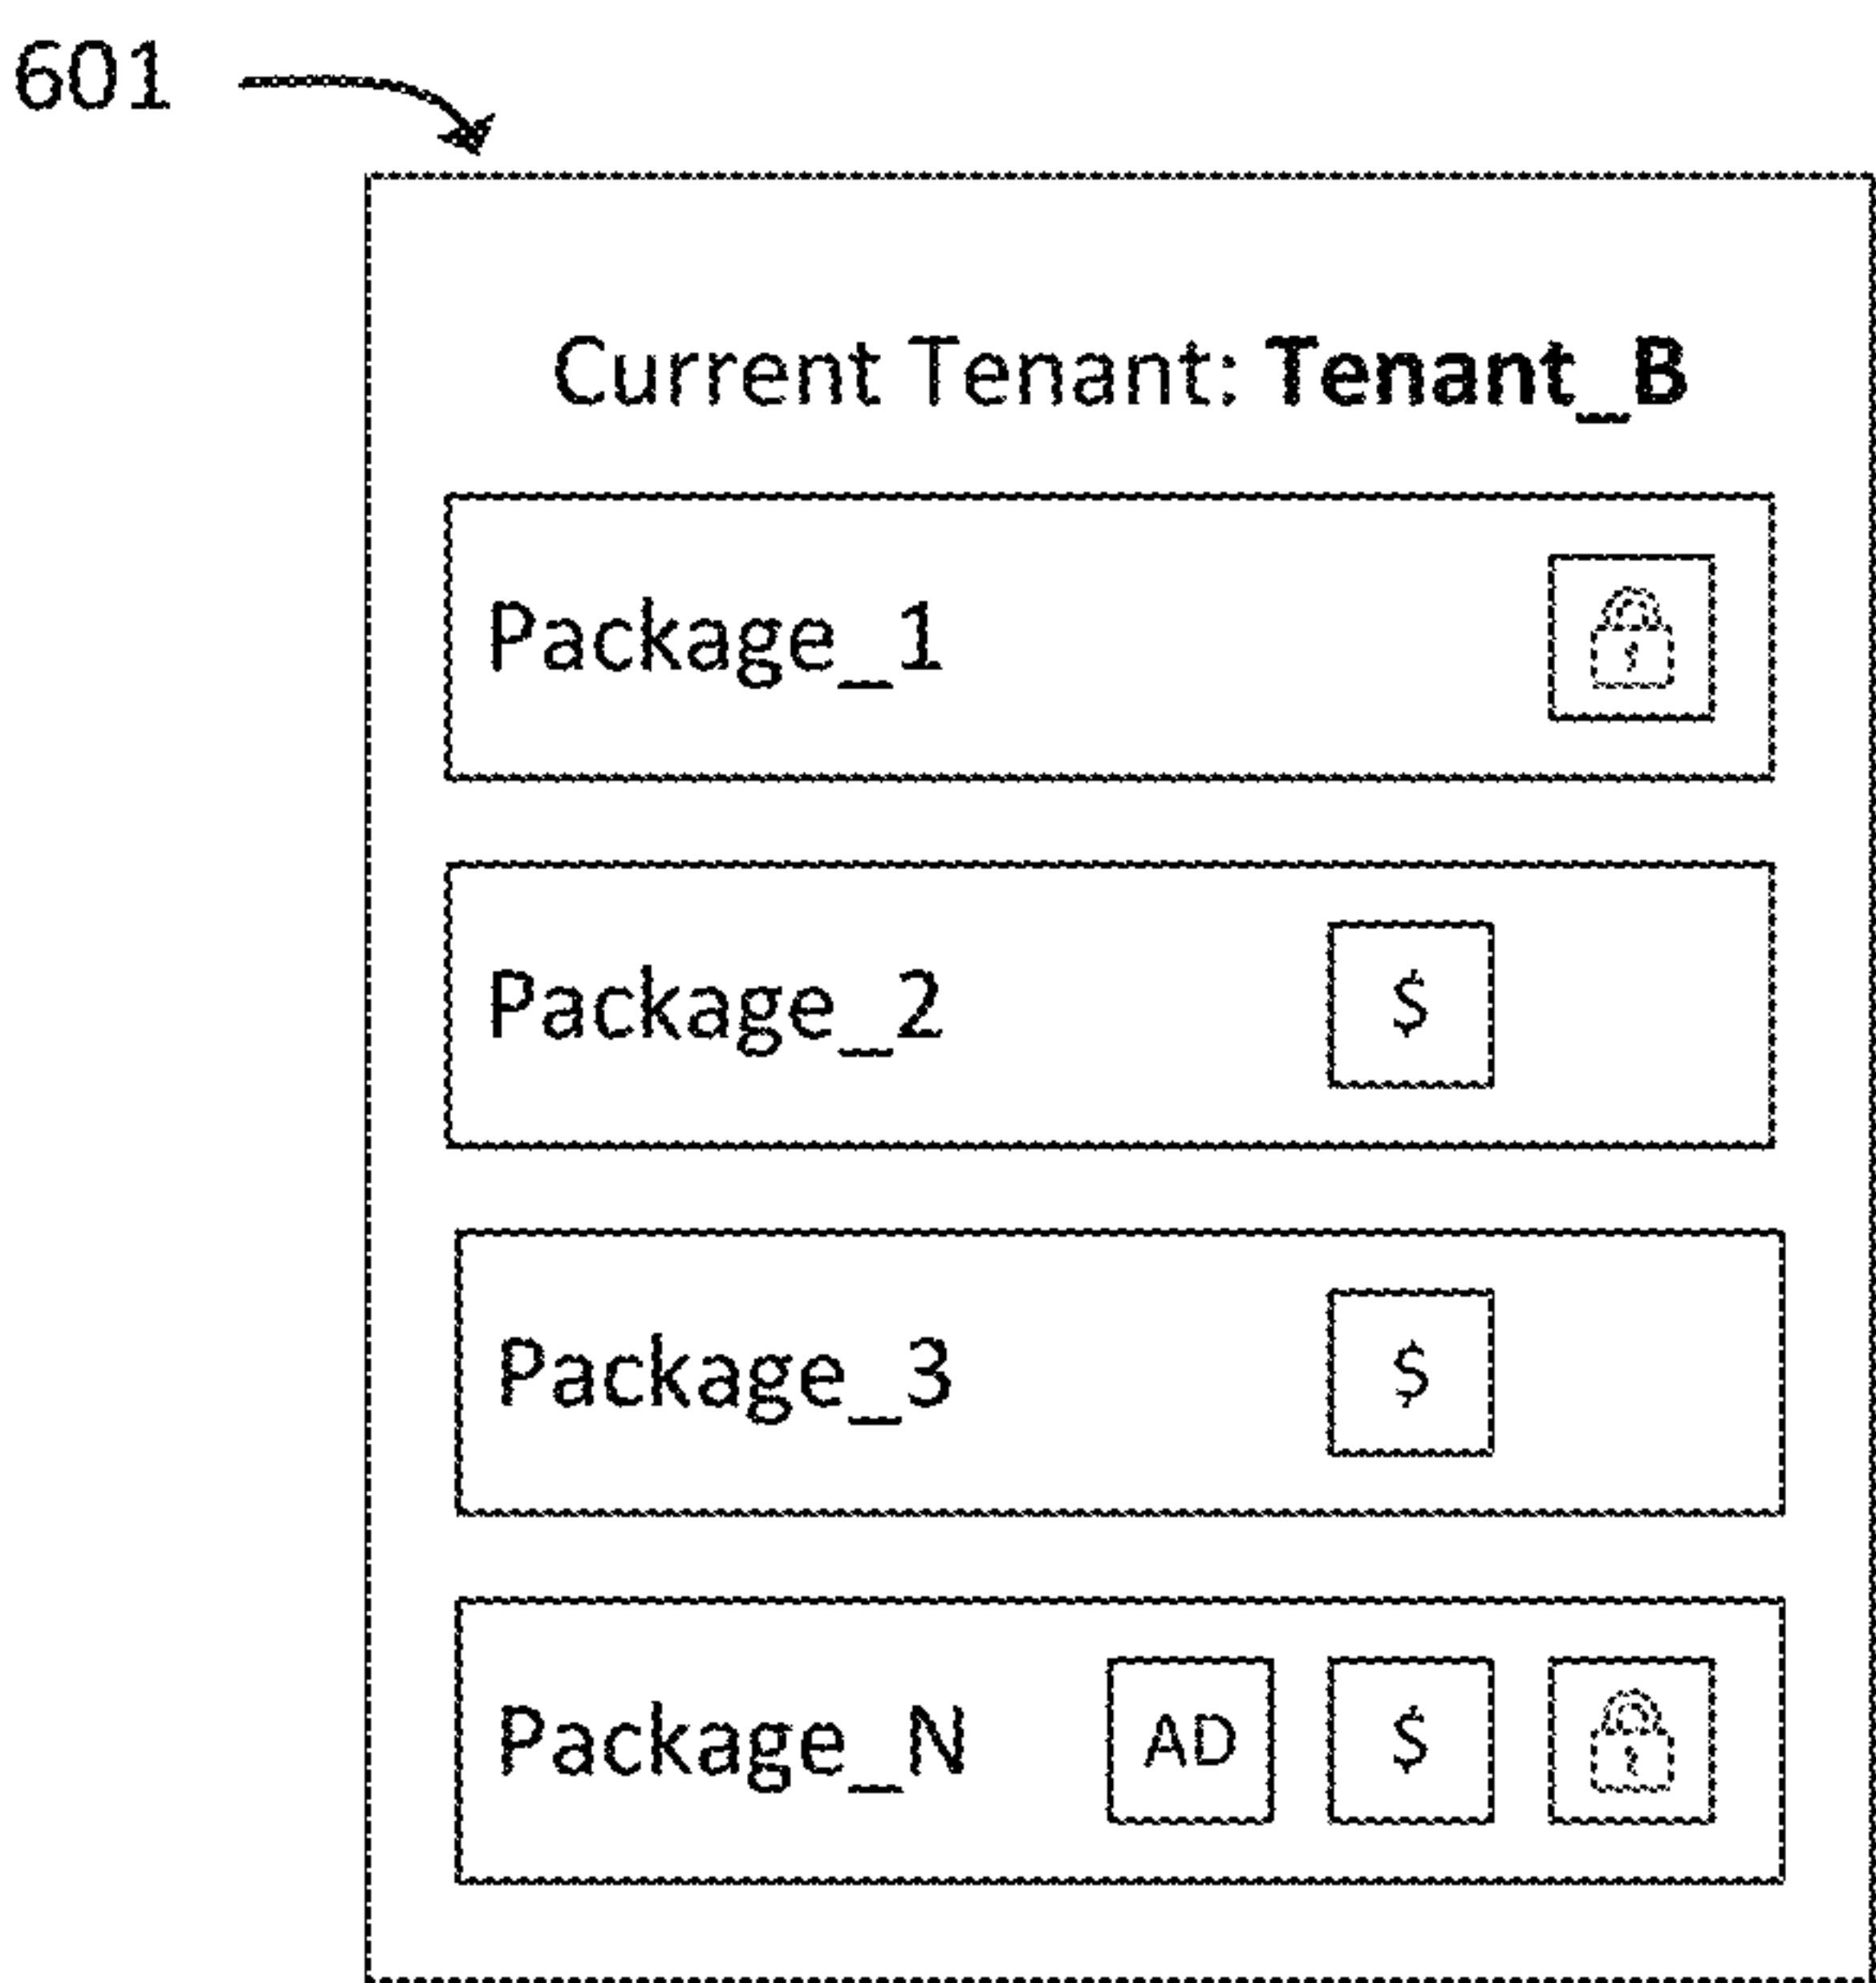 601
Current Tenant: Tenant_B
Package_1
Package_2 $
Package_3 $
Package_N AD $